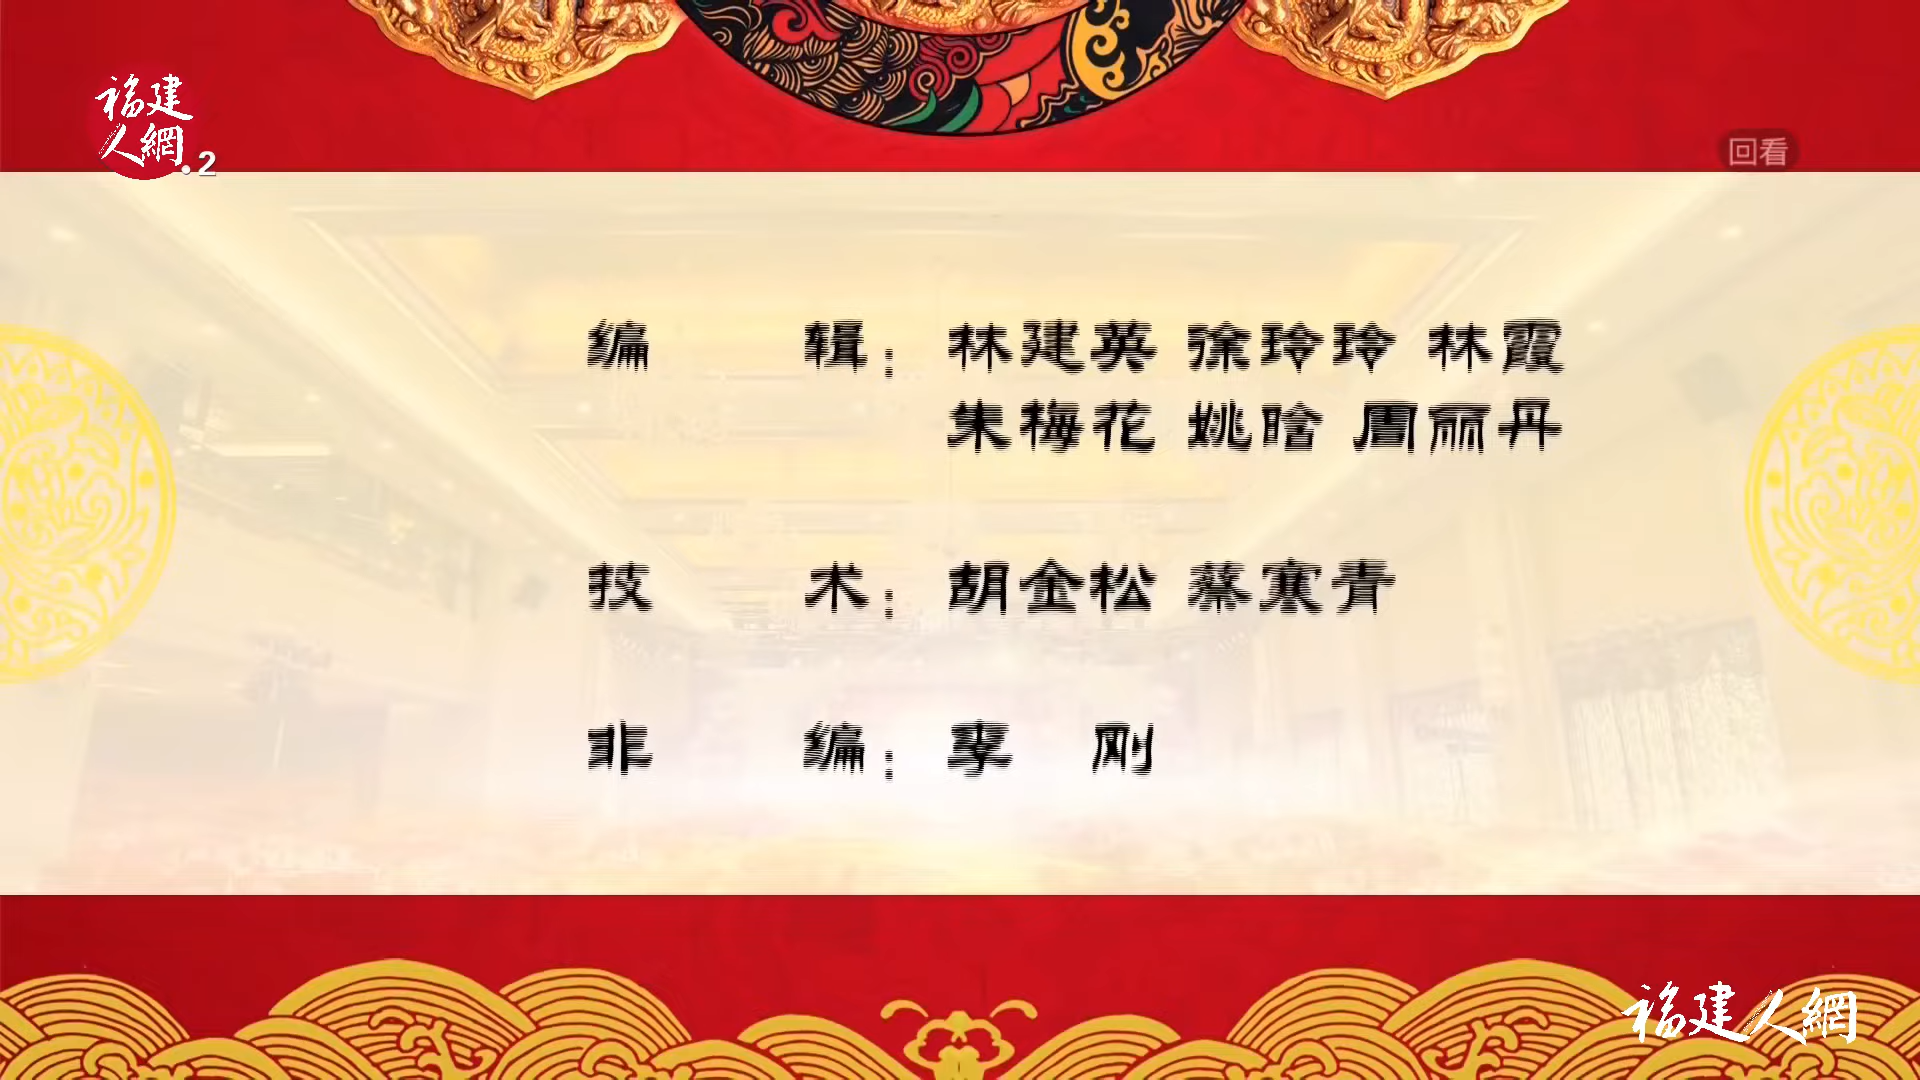 福建
人網.2
回看
编 辑：林建英 徐玲玲 林霞
朱梅花 姚晗 周丽丹
技 术：胡金松 蔡寒青
非 编：李 刚
福建人網